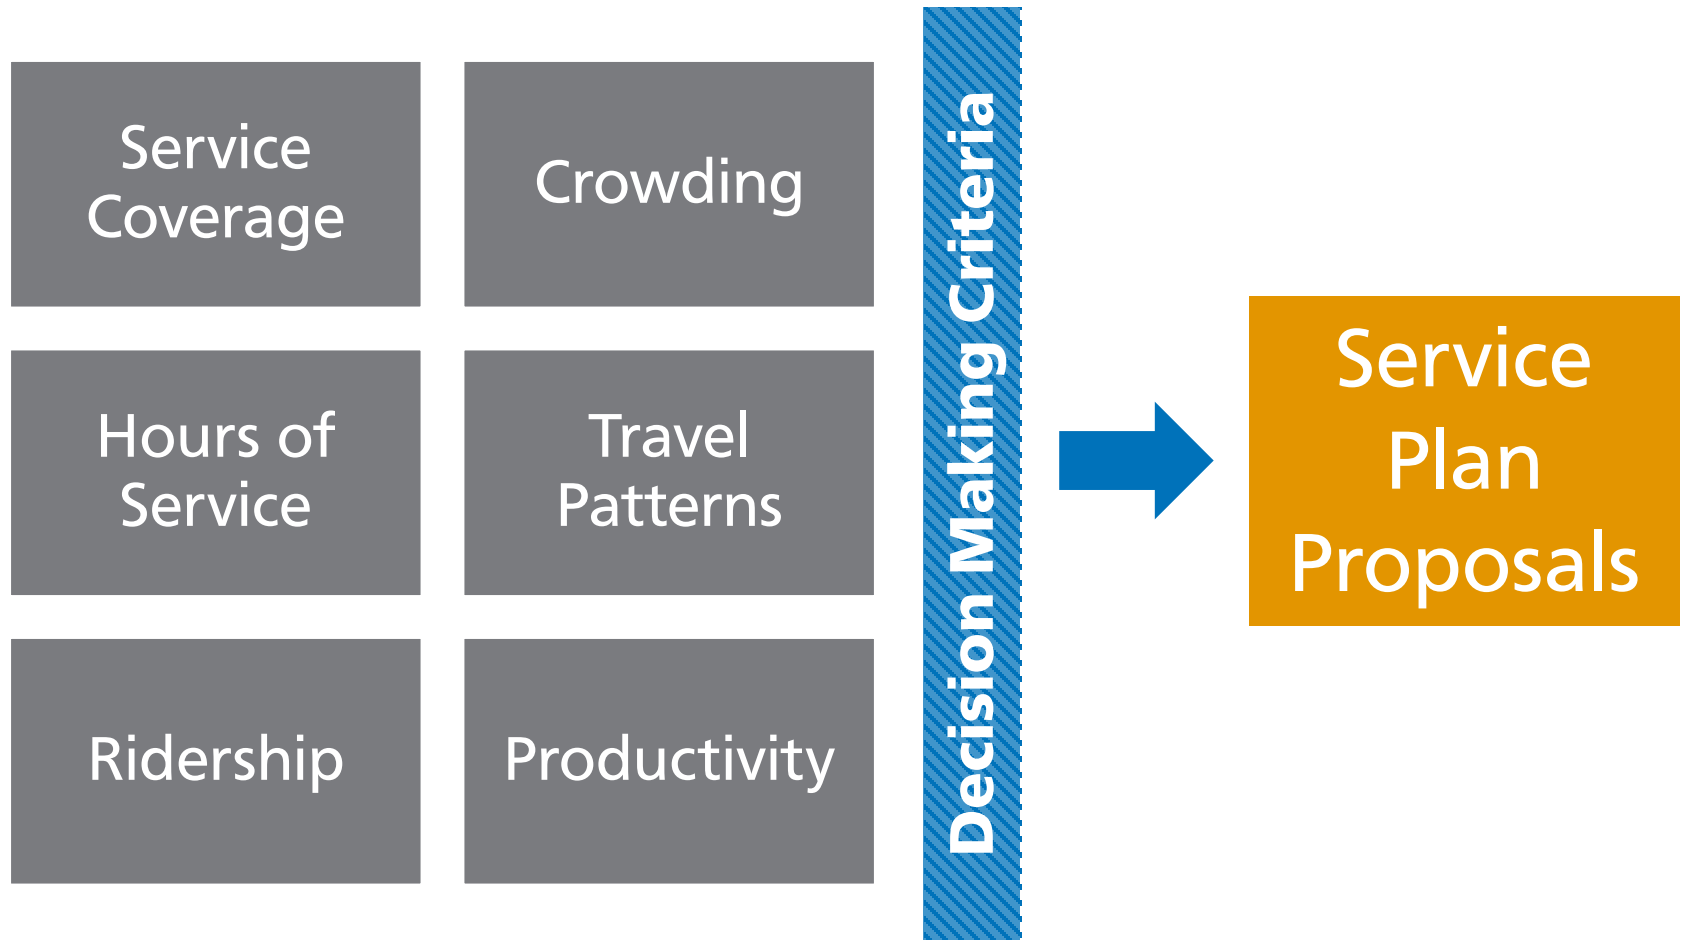 Service
Coverage
Crowding
Hours of
Service
Travel
Patterns
Ridership
Productivity
Decision Making Criteria
Service
Plan
Proposals